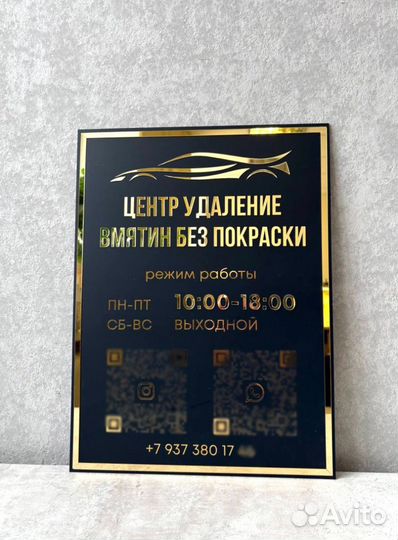 ЦЕНТР УДАЛЕНИЕ
ВМЯТИН БЕЗ ПОКРАСКИ
режим работы
ПН-ПТ 10:00-18:00
СБ-ВС ВЫХОДНОЙ
+7 937 380 17
Avito